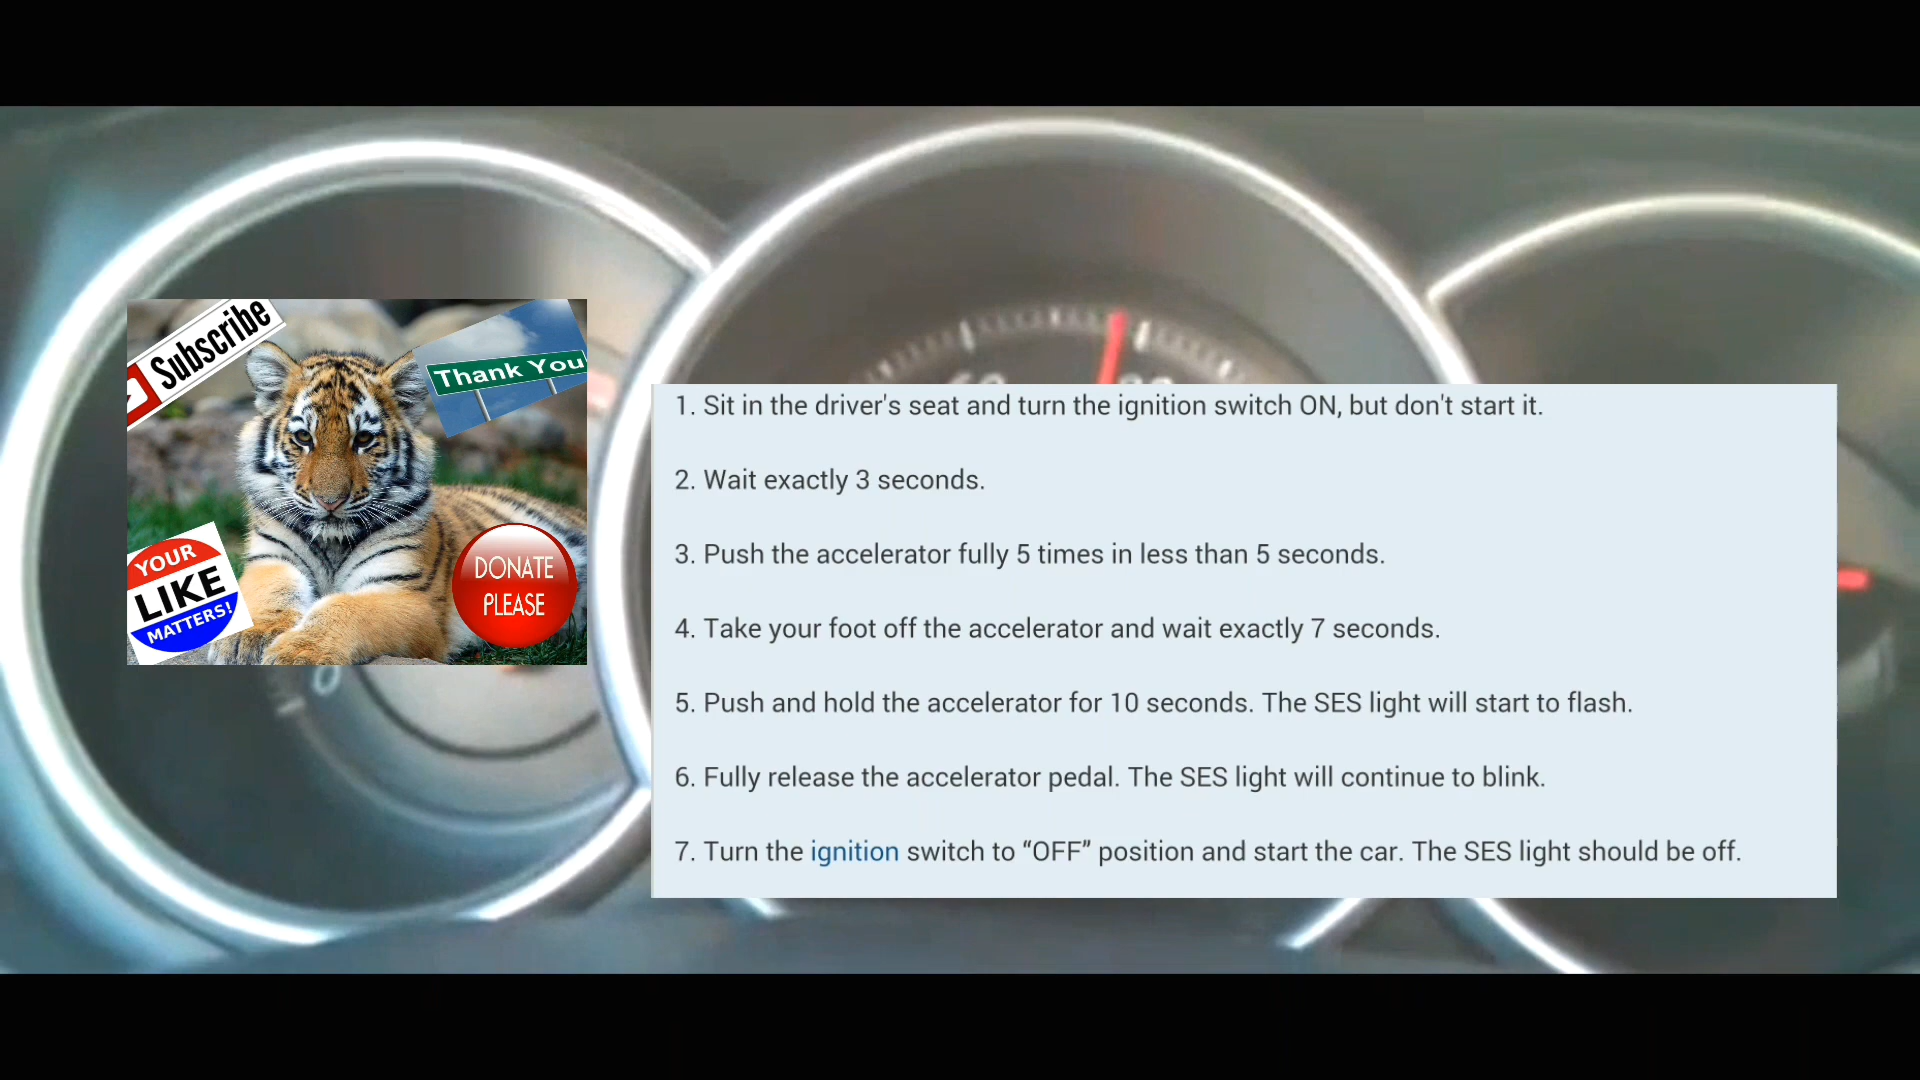 Subscribe
Thank You
YOUR
LIKE
MATTERS!
DONATE
PLEASE
1. Sit in the driver's seat and turn the ignition switch ON, but don't start it.
2. Wait exactly 3 seconds.
3. Push the accelerator fully 5 times in less than 5 seconds.
4. Take your foot off the accelerator and wait exactly 7 seconds.
5. Push and hold the accelerator for 10 seconds. The SES light will start to flash.
6. Fully release the accelerator pedal. The SES light will continue to blink.
7. Turn the ignition switch to “OFF” position and start the car. The SES light should be off.
0